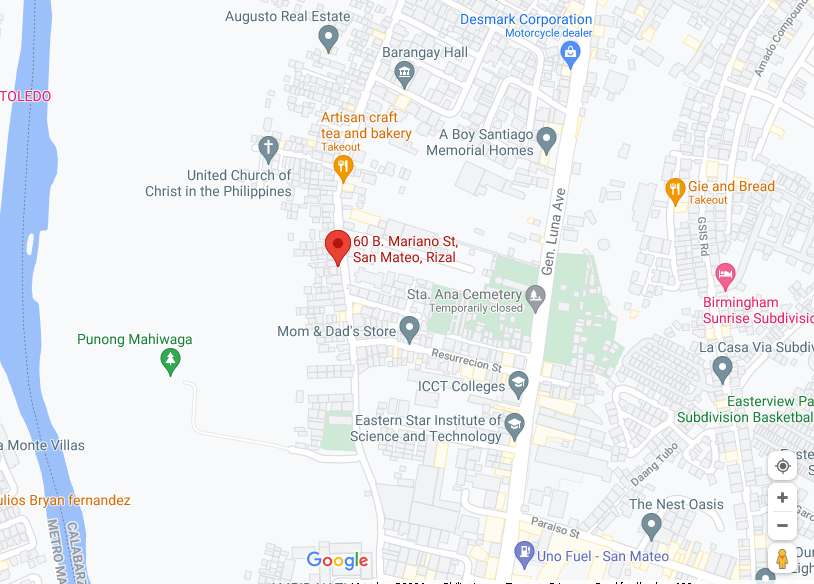 Augusto Real Estate
Desmark Corporation
Motorcycle dealer
Barangay Hall
Amado Compound
TOLEDO
Artisan craft
tea and bakery
Takeout
A Boy Santiago
Memorial Homes
United Church of
Christ in the Philippines
Gie and Bread
Takeout
Gen. Luna Ave
GSIS Rd
60 B. Mariano St,
San Mateo, Rizal
Sta. Ana Cemetery
Temporarily closed
Birmingham
Sunrise Subdivisio
Mom & Dad's Store
Punong Mahiwaga
La Casa Via Subdiv
Resurrecion St
ICCT Colleges
Easterview Pa
Subdivision Basketbal
Eastern Star Institute of
Science and Technology
a Monte Villas
Daang Tubo
Easte
ulios Bryan fernandez
The Nest Oasis
Paraiso St
CALABAR
METRO MA
Google
Uno Fuel - San Mateo